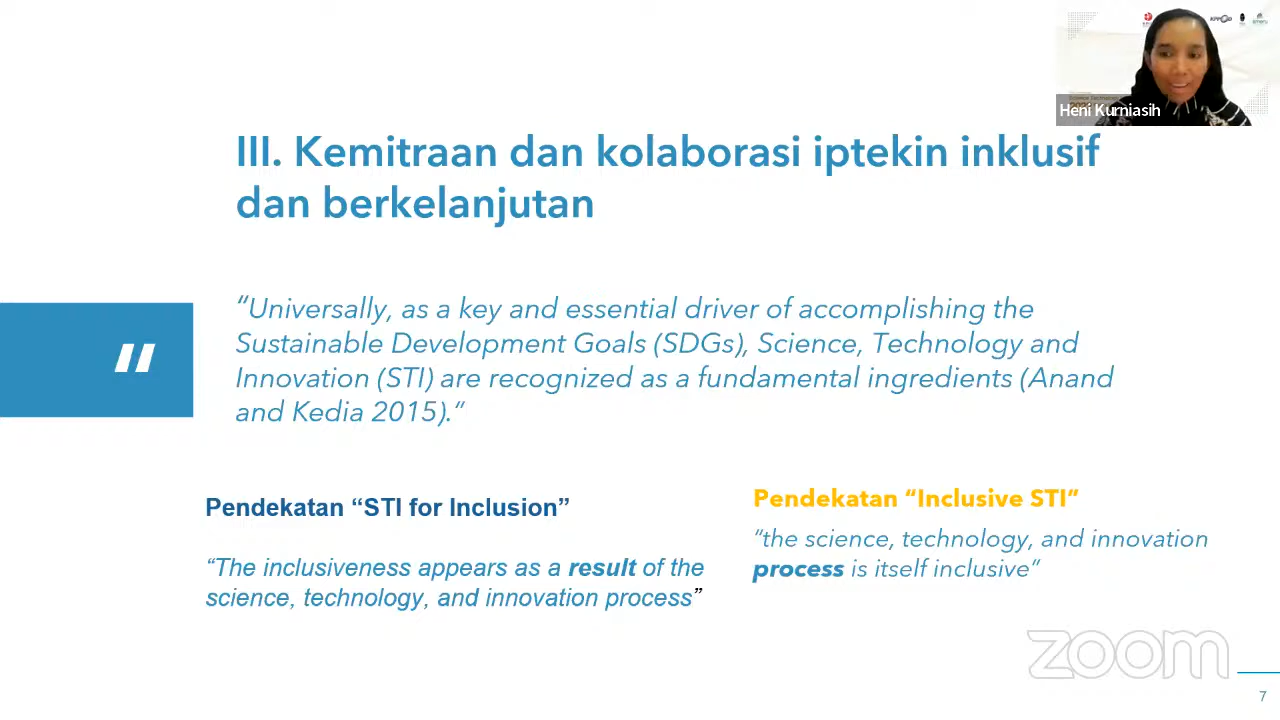 Heni Kurniasih
III. Kemitraan dan kolaborasi iptekin inklusif
dan berkelanjutan
“
“Universally, as a key and essential driver of accomplishing the
Sustainable Development Goals (SDGs), Science, Technology and
Innovation (STI) are recognized as a fundamental ingredients (Anand
and Kedia 2015).”
Pendekatan “STI for Inclusion”
“The inclusiveness appears as a result of the
science, technology, and innovation process”
Pendekatan “Inclusive STI”
“the science, technology, and innovation
process is itself inclusive”
zoom
7